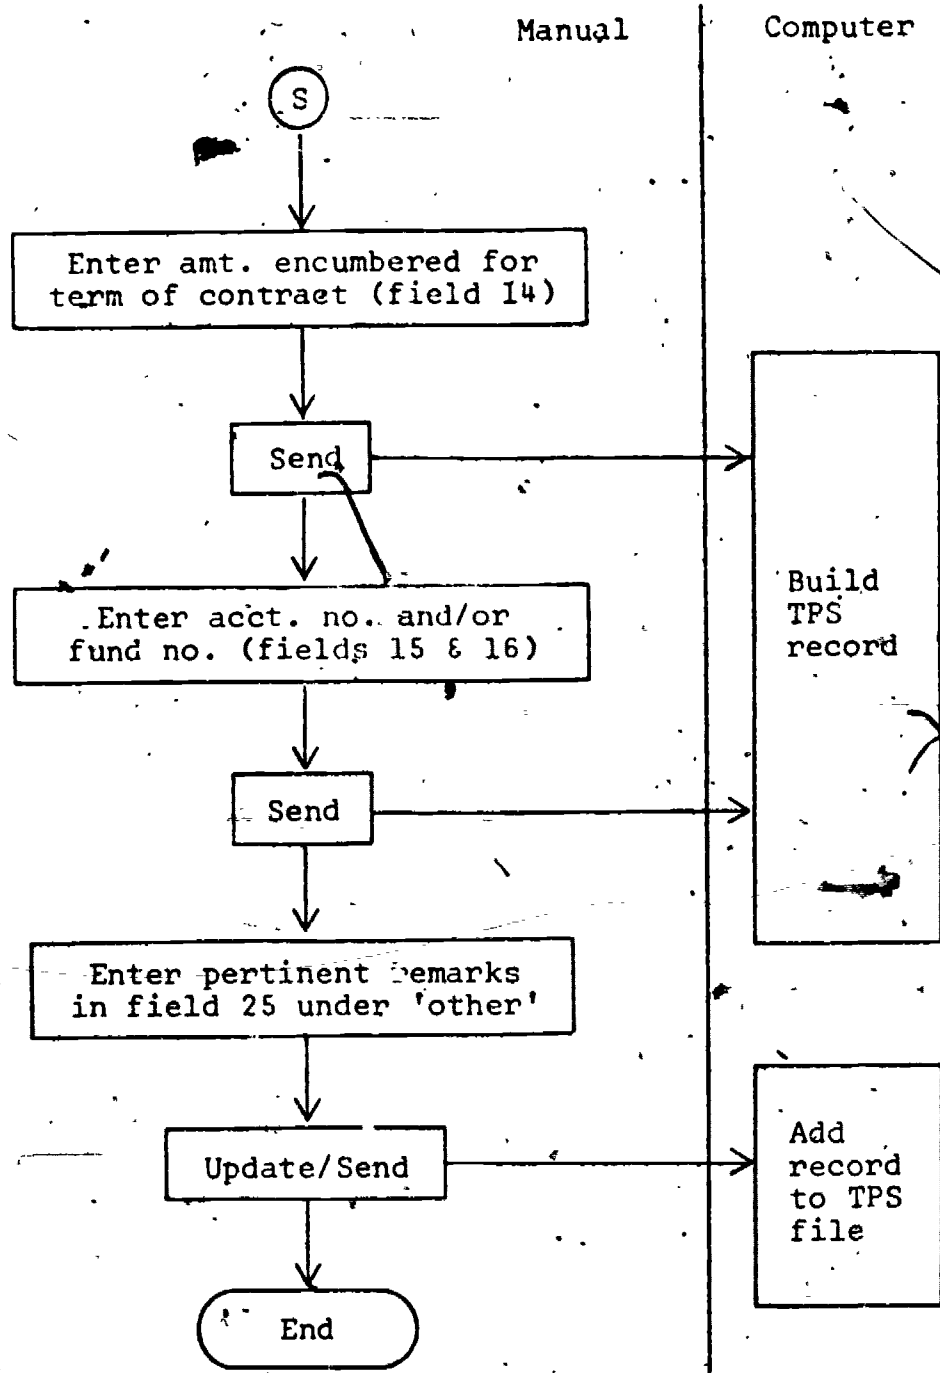 Manual
Computer
S
Enter amt. encumbered for
term of contract (field 14)
Send
Enter acct. no. and/or
fund no. (fields 15 & 16)
Build
TPS
record
Send
Enter pertinent remarks
in field 25 under 'other'
Update/Send
Add
record
to TPS
file
End